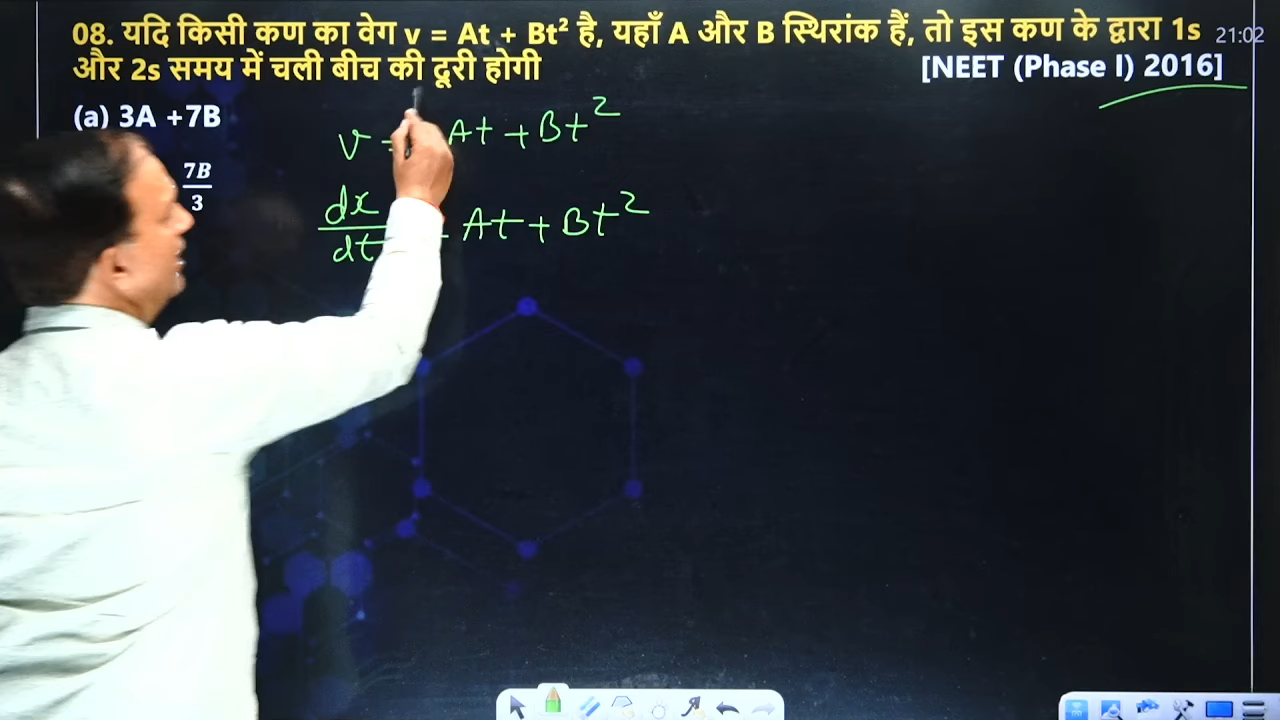 08. यदि किसी कण का वेग v = At + Bt² है, यहाँ A और B स्थिरांक हैं, तो इस कण के द्वारा 1s
21:02
और 2s समय में चली बीच की दूरी होगी
[NEET (Phase I) 2016]
(a) 3A +7B
v = At + Bt²
7B/3
dx/dt = At + Bt²